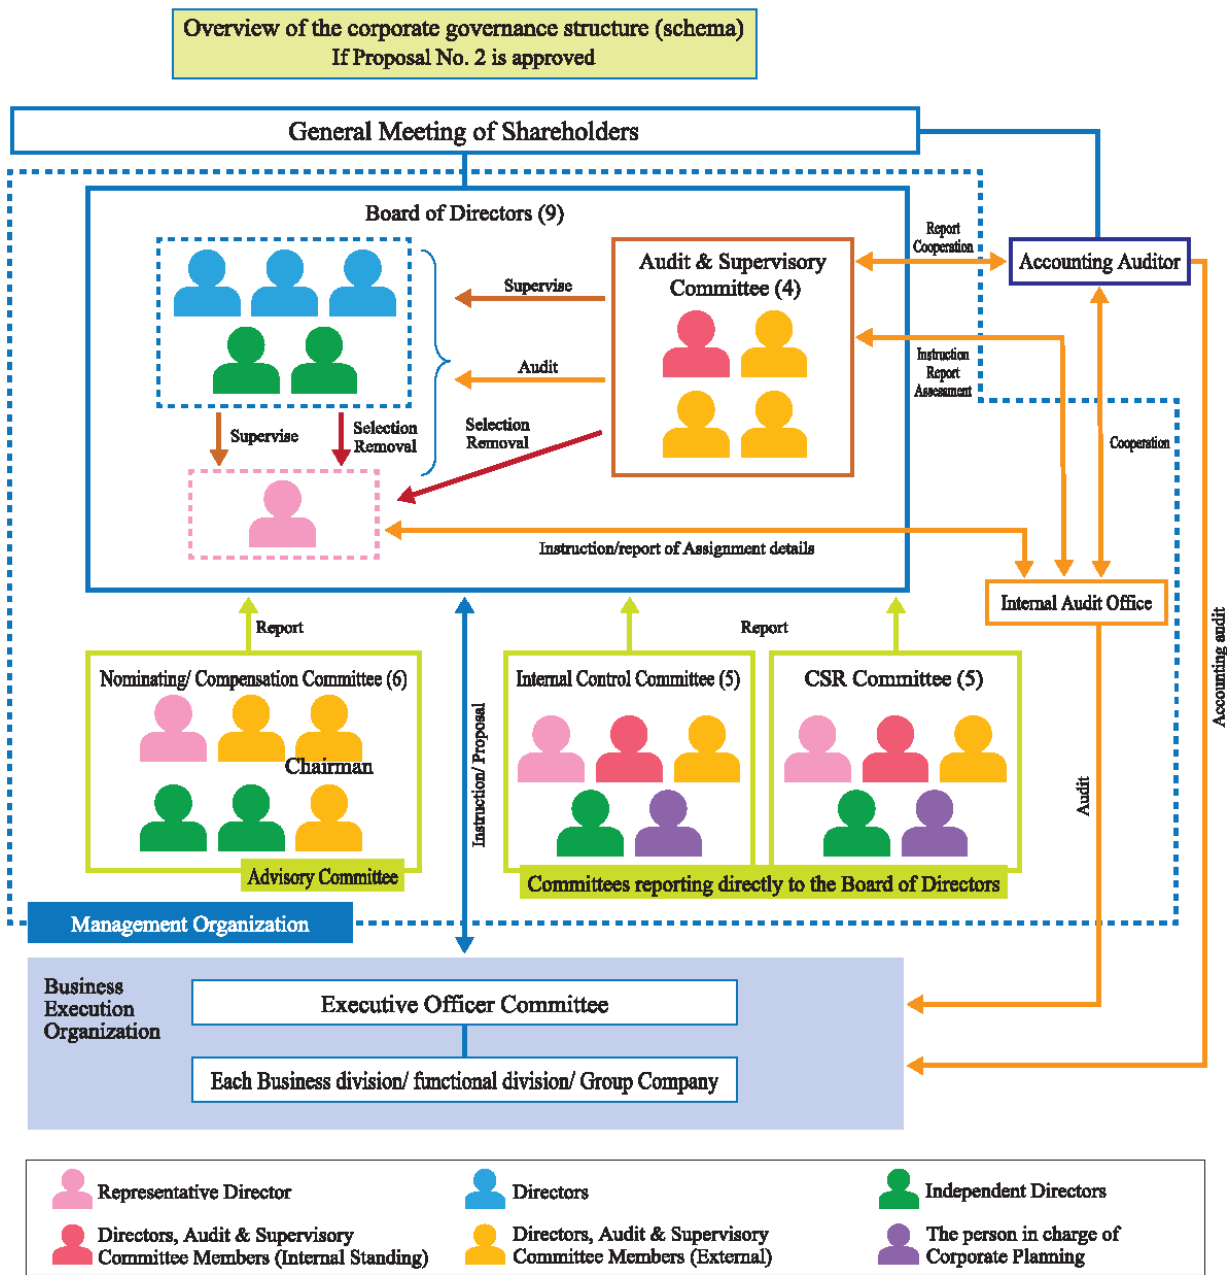 Overview of the corporate governance structure (schema)
If Proposal No. 2 is approved
General Meeting of Shareholders
Board of Directors (9)
Audit & Supervisory
Committee (4)
Report
Cooperation
Accounting Auditor
Supervise
Audit
Instruction
Report
Assessment
Selection
Removal
Supervise
Selection
Removal
Cooperation
Instruction/report of Assignment details
Internal Audit Office
Accounting audit
Report
Report
Nominating/ Compensation Committee (6)
Chairman
Advisory Committee
Instruction/ Proposal
Internal Control Committee (5)
CSR Committee (5)
Committees reporting directly to the Board of Directors
Audit
Management Organization
Business
Execution
Organization
Executive Officer Committee
Each Business division/ functional division/ Group Company
Representative Director
Directors
Independent Directors
Directors, Audit & Supervisory
Committee Members (Internal Standing)
Directors, Audit & Supervisory
Committee Members (External)
The person in charge of
Corporate Planning